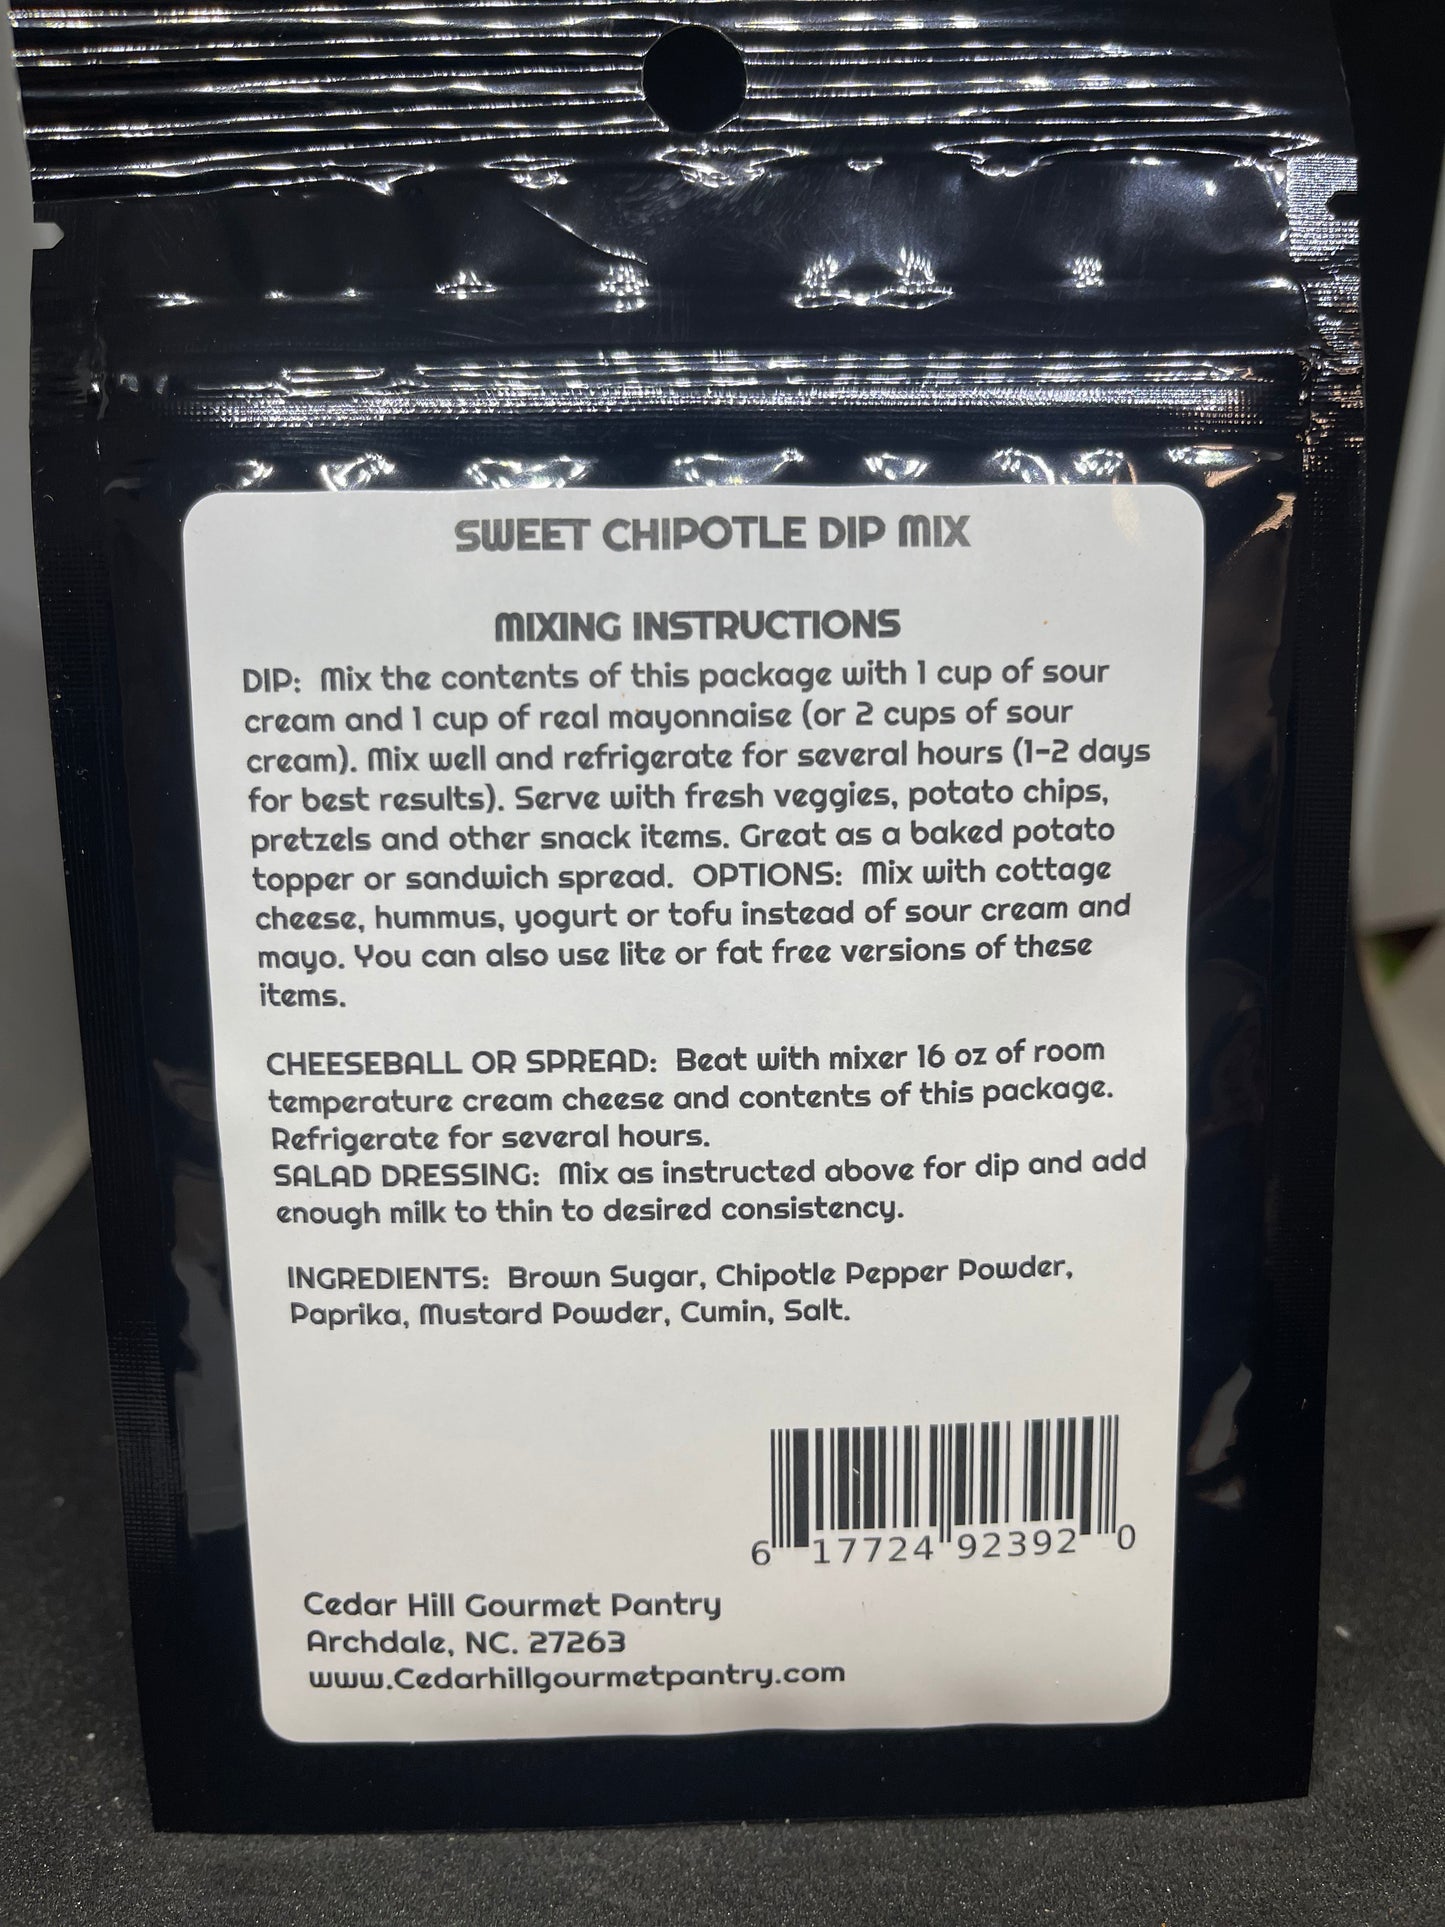 SWEET CHIPOTLE DIP MIX
MIXING INSTRUCTIONS
DIP: Mix the contents of this package with 1 cup of sour
cream and 1 cup of real mayonnaise (or 2 cups of sour
cream). Mix well and refrigerate for several hours (1-2 days
for best results). Serve with fresh veggies, potato chips,
pretzels and other snack items. Great as a baked potato
topper or sandwich spread. OPTIONS: Mix with cottage
cheese, hummus, yogurt or tofu instead of sour cream and
mayo. You can also use lite or fat free versions of these
items.
CHEESEBALL OR SPREAD: Beat with mixer 16 oz of room
temperature cream cheese and contents of this package.
Refrigerate for several hours.
SALAD DRESSING: Mix as instructed above for dip and add
enough milk to thin to desired consistency.
INGREDIENTS: Brown Sugar, Chipotle Pepper Powder,
Paprika, Mustard Powder, Cumin, Salt.
6 17724 92392 0
Cedar Hill Gourmet Pantry
Archdale, NC. 27263
www.Cedarhillgourmetpantry.com